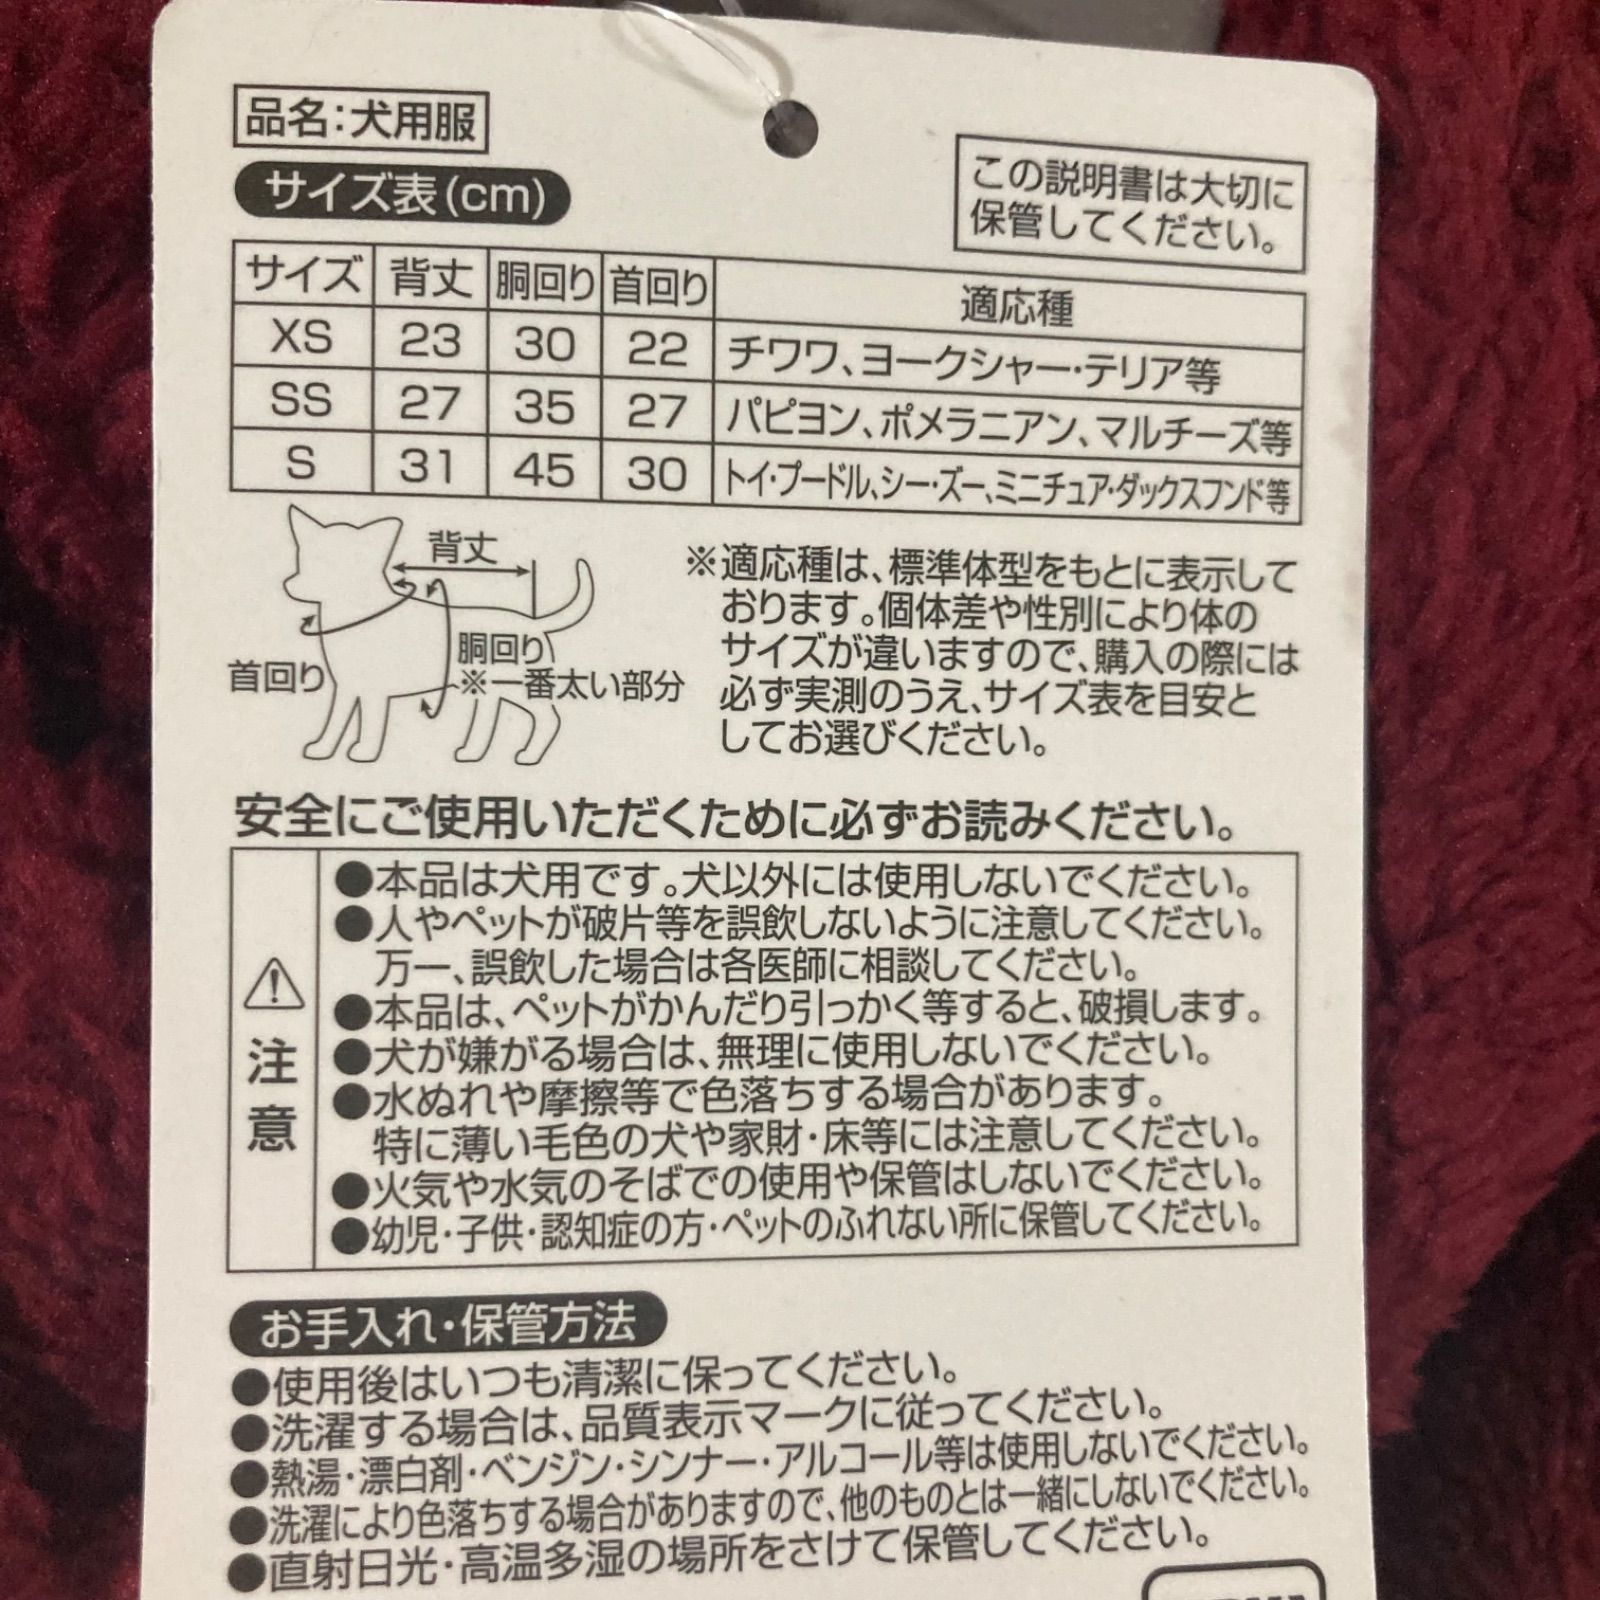 品名:犬用服
サイズ表(cm)
この説明書は大切に
保管してください。
サイズ 背丈 胴回り 首回り 適応種
XS 23 30 22 チワワ、ヨークシャー・テリア等
SS 27 35 27 パピヨン、ポメラニアン、マルチーズ等
S 31 45 30 トイ・プードル、シー・ズー、ミニチュア・ダックスフンド等
背丈
胴回り
※一番太い部分
首回り
※適応種は、標準体型をもとに表示して
おります。個体差や性別により体の
サイズが違いますので、購入の際には
必ず実測のうえ、サイズ表を目安と
してお選びください。
安全にご使用いただくために必ずお読みください。
注意
●本品は犬用です。犬以外には使用しないでください。
●人やペットが破片等を誤飲しないように注意してください。
万一、誤飲した場合は各医師に相談してください。
●本品は、ペットがかんだり引っかく等すると、破損します。
●犬が嫌がる場合は、無理に使用しないでください。
●水ぬれや摩擦等で色落ちする場合があります。
特に薄い毛色の犬や家財・床等には注意してください。
●火気や水気のそばでの使用や保管はしないでください。
●幼児・子供・認知症の方・ペットのふれない所に保管してください。
お手入れ・保管方法
●使用後はいつも清潔に保ってください。
●洗濯する場合は、品質表示マークに従ってください。
●熱湯・漂白剤・ベンジン・シンナー・アルコール等は使用しないでください。
●洗濯により色落ちする場合がありますので、他のものとは一緒にしないでください。
●直射日光・高温多湿の場所をさけて保管してください。